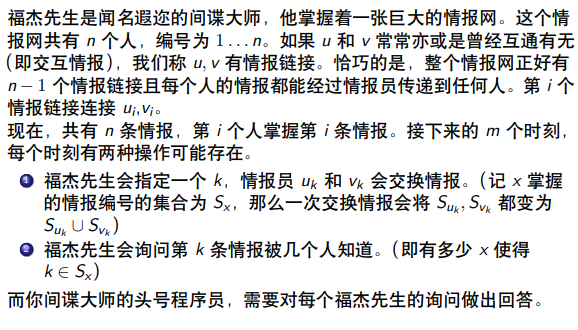 福杰先生是闻名遐迩的间谍大师，他掌握着一张巨大的情报网。这个情
报网共有 n 个人，编号为 1...n。如果 u 和 v 常常亦或是曾经互通有无
(即交互情报)，我们称 u, v 有情报链接。恰巧的是，整个情报网正好有
n − 1 个情报链接且每个人的情报都能经过情报员传递到任何人。第 i 个
情报链接连接 uᵢ,vᵢ。
现在，共有 n 条情报，第 i 个人掌握第 i 条情报。接下来的 m 个时刻，
每个时刻有两种操作可能存在。
1 福杰先生会指定一个 k，情报员 uₖ 和 vₖ 会交换情报。(记 x 掌握
的情报编号的集合为 Sₓ，那么一次交换情报会将 S_{uₖ}, S_{vₖ} 都变为
S_{uₖ} ∪ S_{vₖ})
2 福杰先生会询问第 k 条情报被几个人知道。(即有多少 x 使得
k ∈ Sₓ)
而你间谍大师的头号程序员，需要对每个福杰先生的询问做出回答。